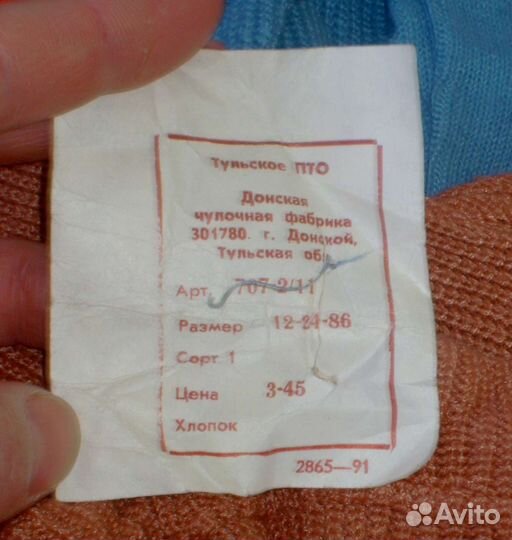 Тульское ПТО
Донская
чулочная фабрика
301780. г. Донской,
Тульская об
Арт. 707-2/11
Размер 12-24-86
Сорт 1
Цена 3-45
Хлопок
2865—91
Avito